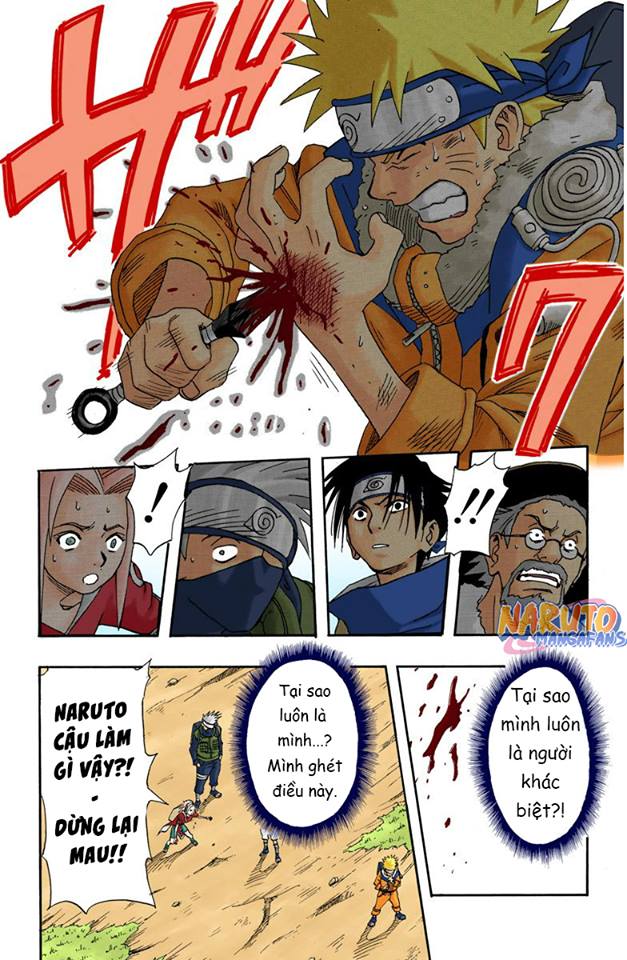 !
!!
Tại sao
mình luôn
là người
khác
biệt?!
Tại sao
luôn là
mình...?
Mình ghét
điều này.
NARUTO
CẬU LÀM
GÌ VẬY?!
-
DỪNG LẠI
MAU!!
NARUTO
MANGAFANS